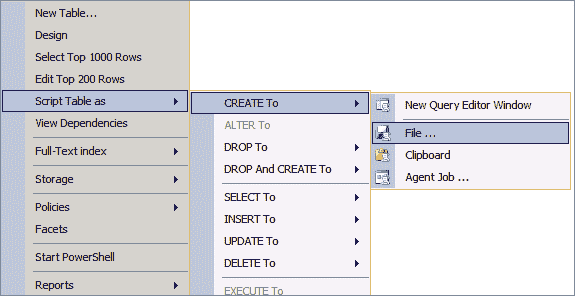 New Table...
Design
Select Top 1000 Rows
Edit Top 200 Rows
Script Table as
View Dependencies
Full-Text index
Storage
Policies
Facets
Start PowerShell
Reports
CREATE To
ALTER To
DROP To
DROP And CREATE To
SELECT To
INSERT To
UPDATE To
DELETE To
EXECUTE To
New Query Editor Window
File ...
Clipboard
Agent Job ...